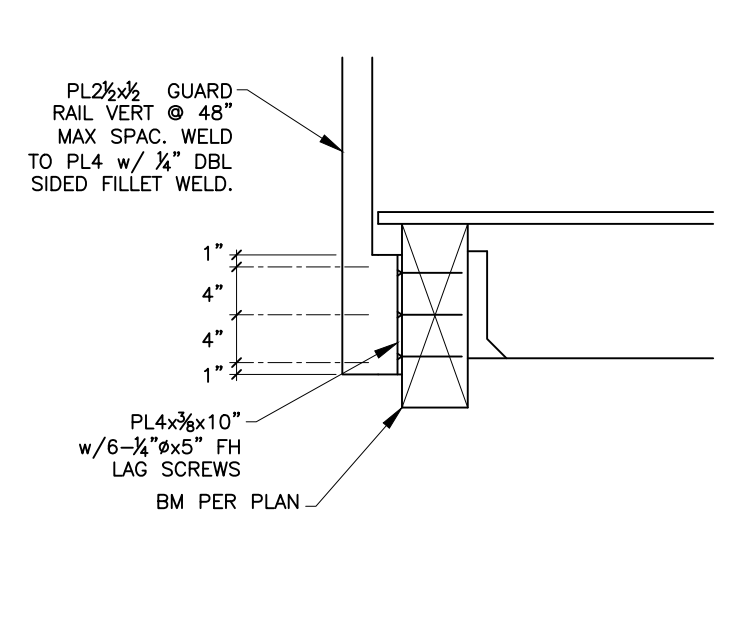 PL2½x½ GUARD
RAIL VERT @ 48"
MAX SPAC. WELD
TO PL4 w/ ¼" DBL
SIDED FILLET WELD.
1"
4"
4"
1"
PL4x⅜x10"
w/6-¼"øx5" FH
LAG SCREWS
BM PER PLAN